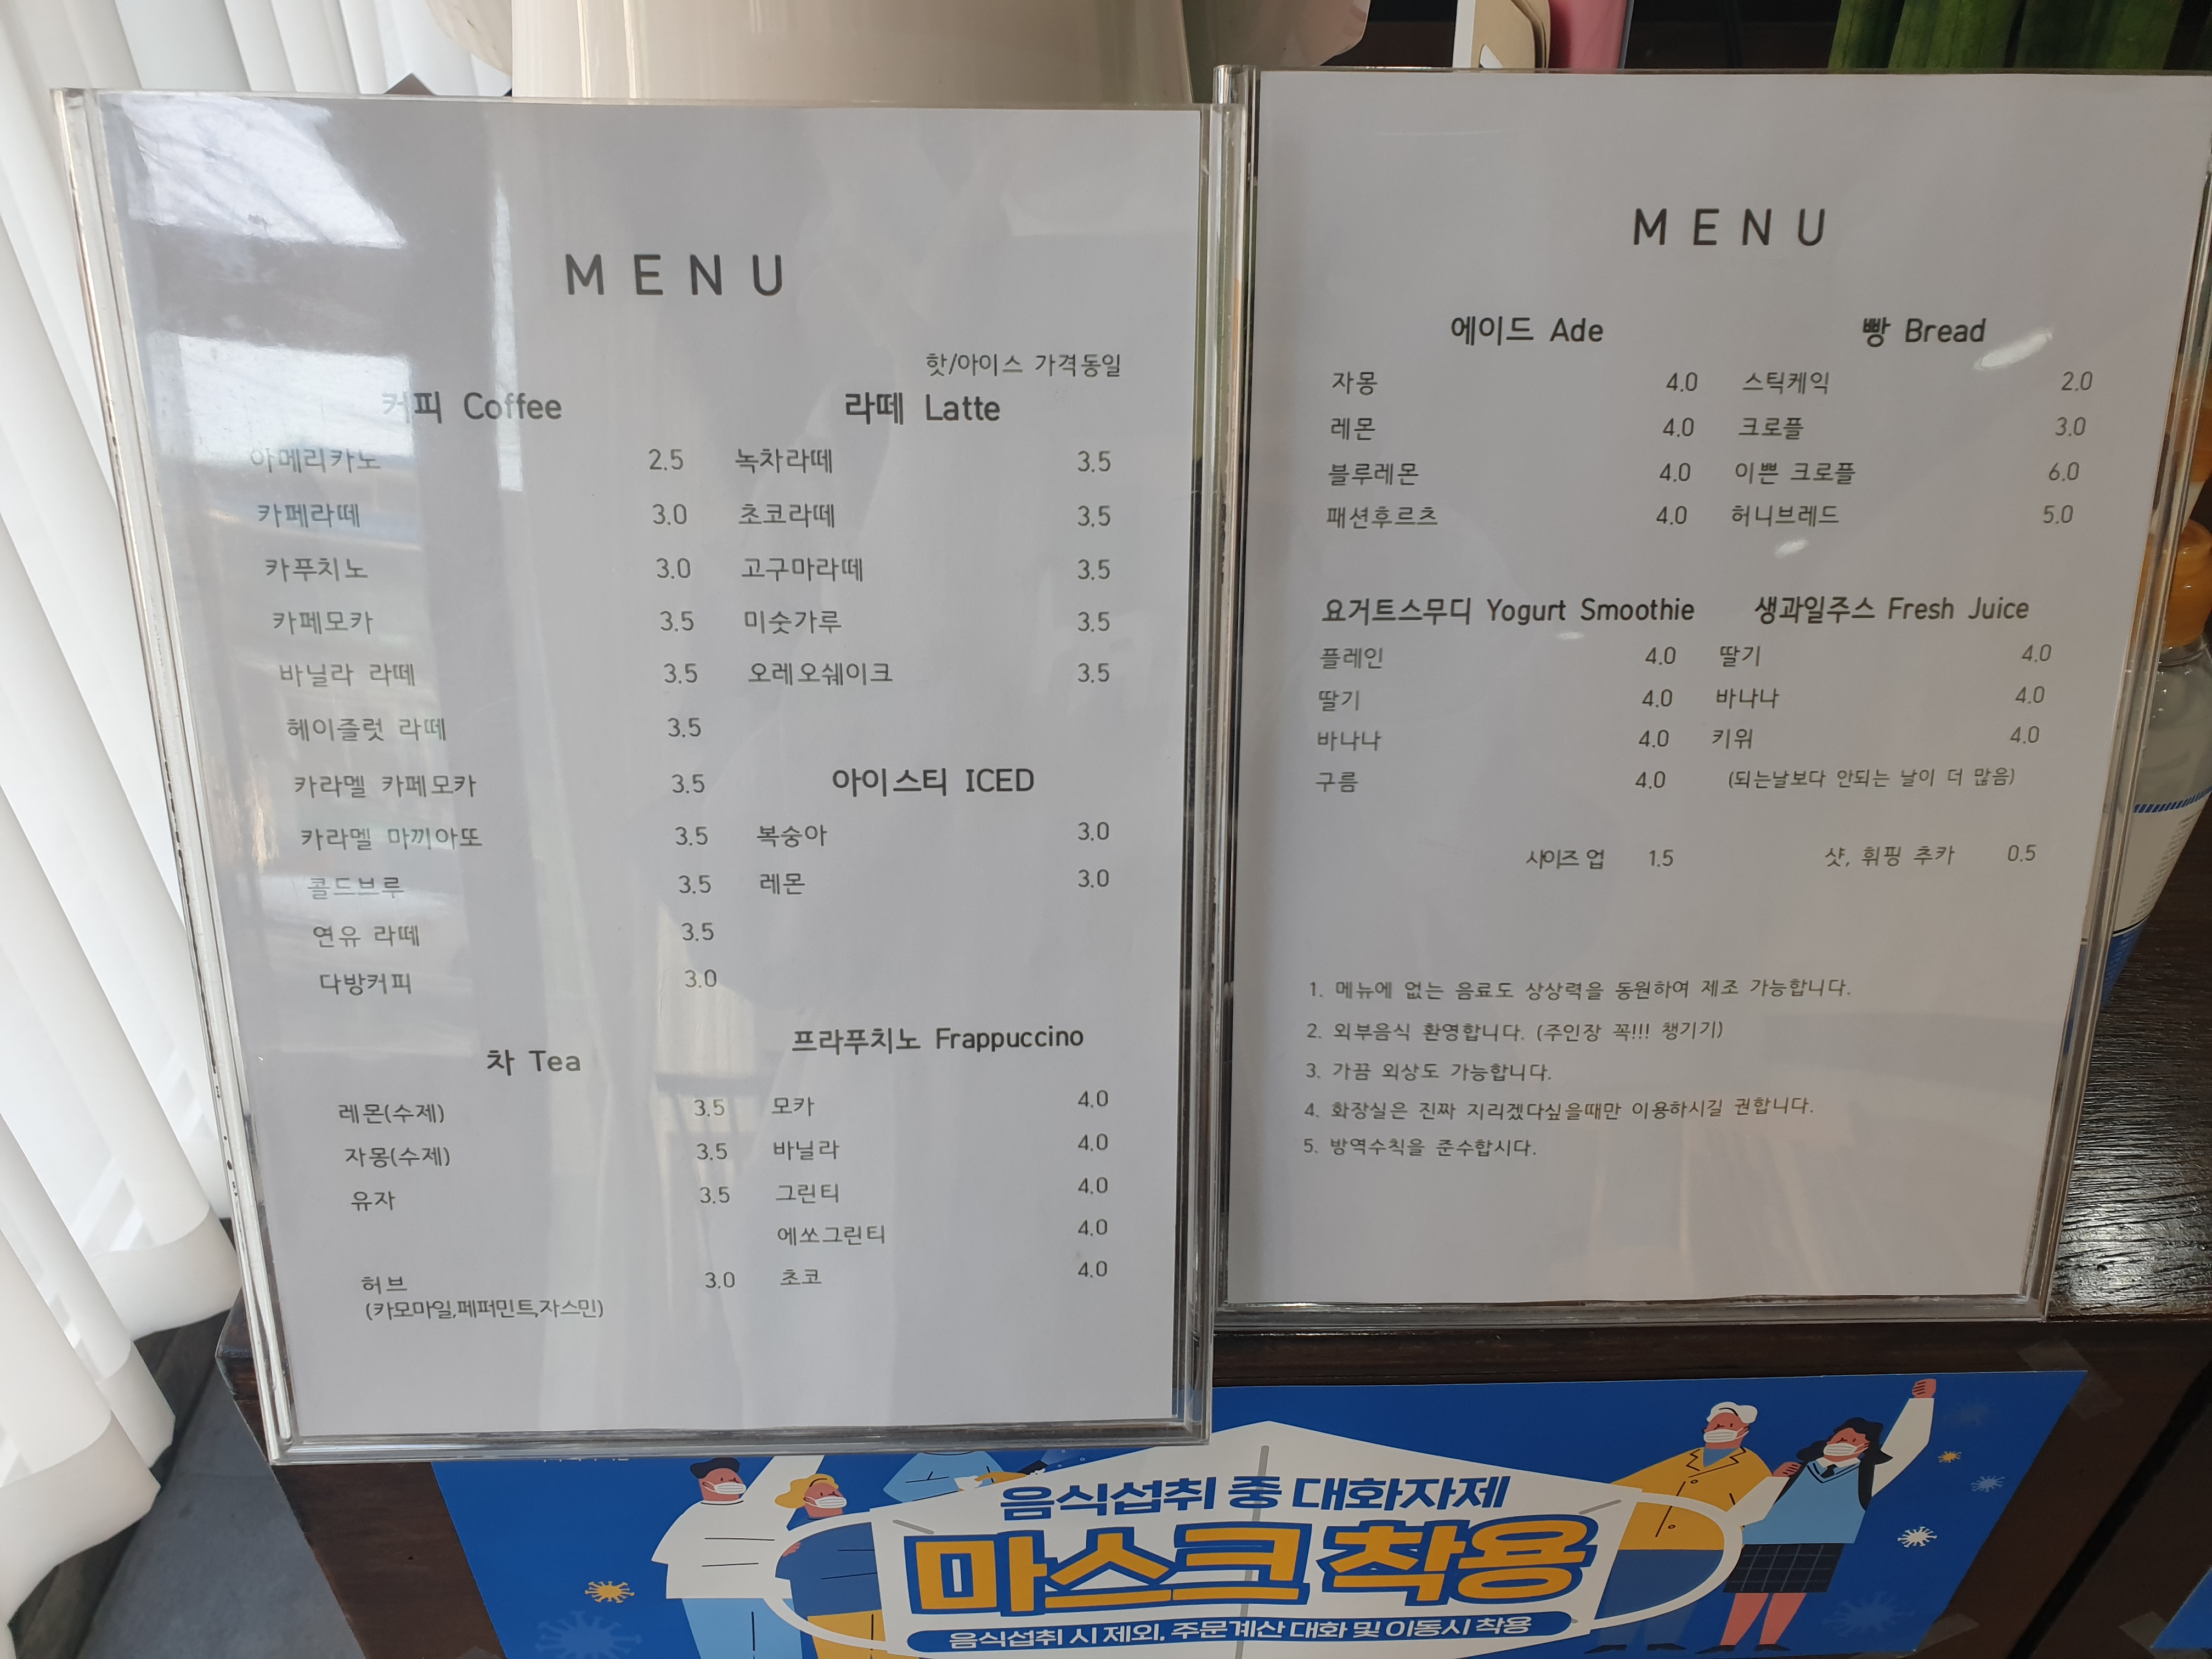 MENU
핫/아이스 가격동일
커피 Coffee
아메리카노 2.5
카페라떼 3.0
카푸치노 3.0
카페모카 3.5
바닐라 라떼 3.5
헤이즐럿 라떼 3.5
카라멜 카페모카 3.5
카라멜 마끼아또 3.5
콜드브루 3.5
연유 라떼 3.5
다방커피 3.0
차 Tea
레몬(수제) 3.5
자몽(수제) 3.5
유자 3.5
허브 3.0
(카모마일,페퍼민트,자스민)
라떼 Latte
녹차라떼 3.5
초코라떼 3.5
고구마라떼 3.5
미숫가루 3.5
오레오쉐이크 3.5
아이스티 ICED
복숭아 3.0
레몬 3.0
프라푸치노 Frappuccino
모카 4.0
바닐라 4.0
그린티 4.0
에쏘그린티 4.0
초코 4.0
MENU
에이드 Ade
자몽 4.0
레몬 4.0
블루레몬 4.0
패션후르츠 4.0
빵 Bread
스틱케익 2.0
크로플 3.0
이쁜 크로플 6.0
허니브레드 5.0
요거트스무디 Yogurt Smoothie
플레인 4.0
딸기 4.0
바나나 4.0
구름 4.0
생과일주스 Fresh Juice
딸기 4.0
바나나 4.0
키위 4.0
(되는날보다 안되는 날이 더 많음)
사이즈 업 1.5
샷, 휘핑 추카 0.5
1. 메뉴에 없는 음료도 상상력을 동원하여 제조 가능합니다.
2. 외부음식 환영합니다. (주인장 꼭!!! 챙기기)
3. 가끔 외상도 가능합니다.
4. 화장실은 진짜 지리겠다싶을때만 이용하시길 권합니다.
5. 방역수칙을 준수합시다.
음식섭취 중 대화자제
마스크 착용
음식섭취 시 제외, 주문계산 대화 및 이동시 착용